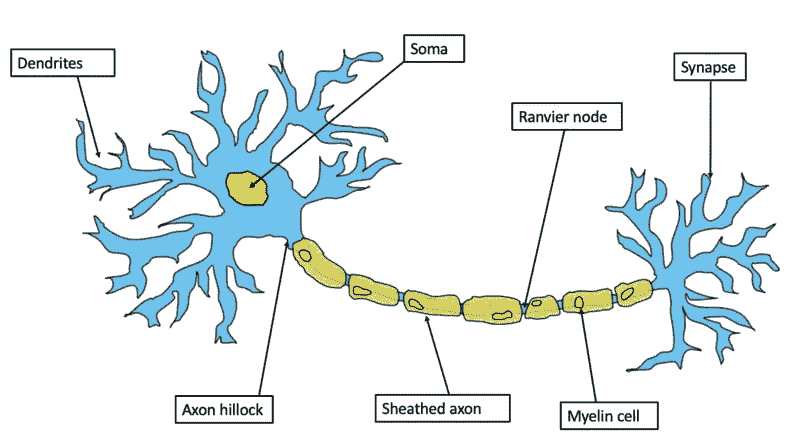 Soma
Dendrites
Synapse
Ranvier node
Axon hillock
Sheathed axon
Myelin cell